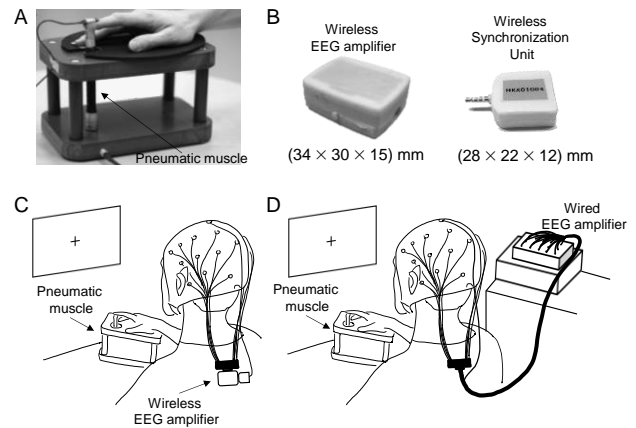 A
Pneumatic muscle
B
Wireless
EEG amplifier
Wireless
Synchronization
Unit
HKAD1004
(34 × 30 × 15) mm
(28 × 22 × 12) mm
C
Pneumatic
muscle
Wireless
EEG amplifier
D
Wired
EEG amplifier
Pneumatic
muscle